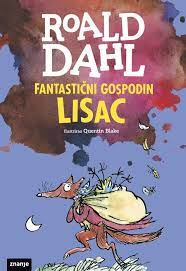 ROALD
DAHL
FANTASTIČNI GOSPODIN
LISAC
Ilustrirao Quentin Blake
znanje